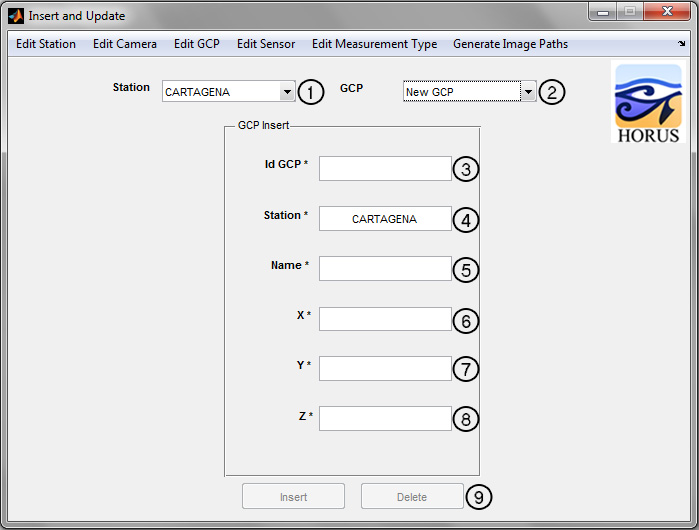 Insert and Update
Edit Station Edit Camera Edit GCP Edit Sensor Edit Measurement Type Generate Image Paths
Station CARTAGENA 1 GCP New GCP 2
HORUS
GCP Insert
Id GCP * 3
Station * CARTAGENA 4
Name * 5
X * 6
Y * 7
Z * 8
Insert Delete 9